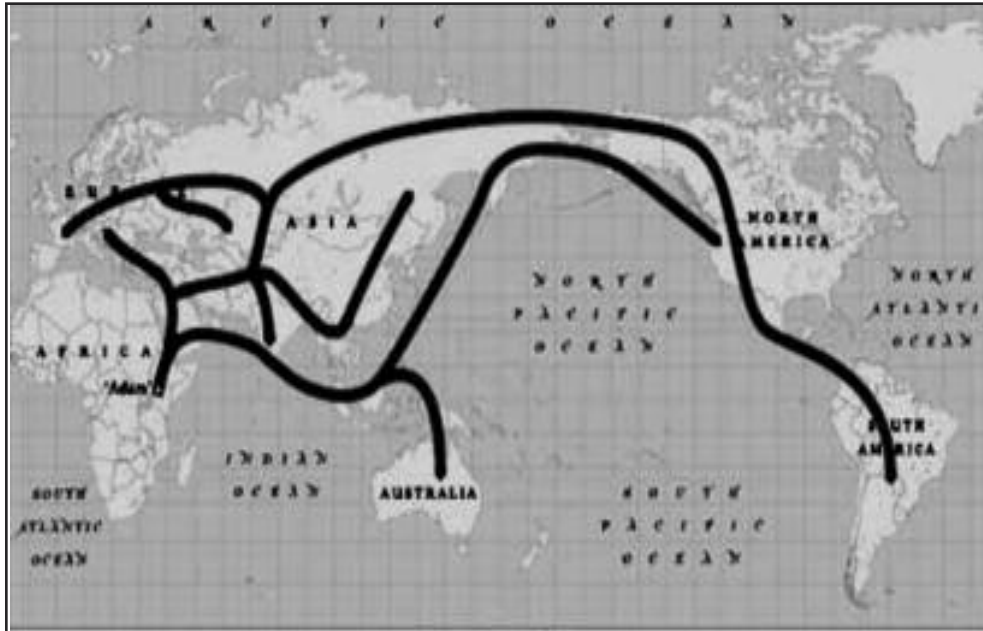 ARCTIC OCEAN
ASIA
NORTH
AMERICA
NORTH
PACIFIC
OCEAN
NORTH
ATLANTI
OCEAN
AFRICA
"Adam"
SOUTH
AMERICA
INDIAN
OCEAN
AUSTRALIA
SOUTH
ATLANTIC
OCEAN
SOUTH
PACIFIC
OCEAN